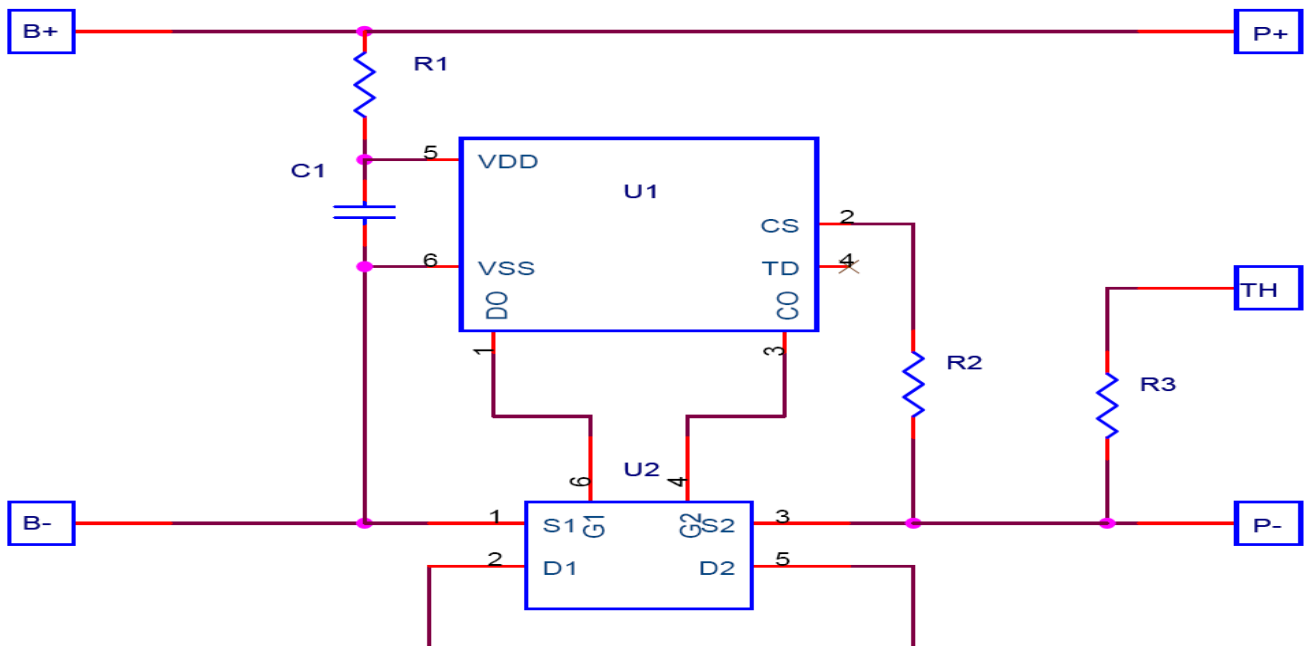 B+
P+
R1
C1
5 VDD
U1
CS 2
6 VSS
TD 4
DO
CO
TH
1
3
R2
R3
U2
6
4
B-
1 S1 G1 G2 S2 3
P-
2 D1 D2 5